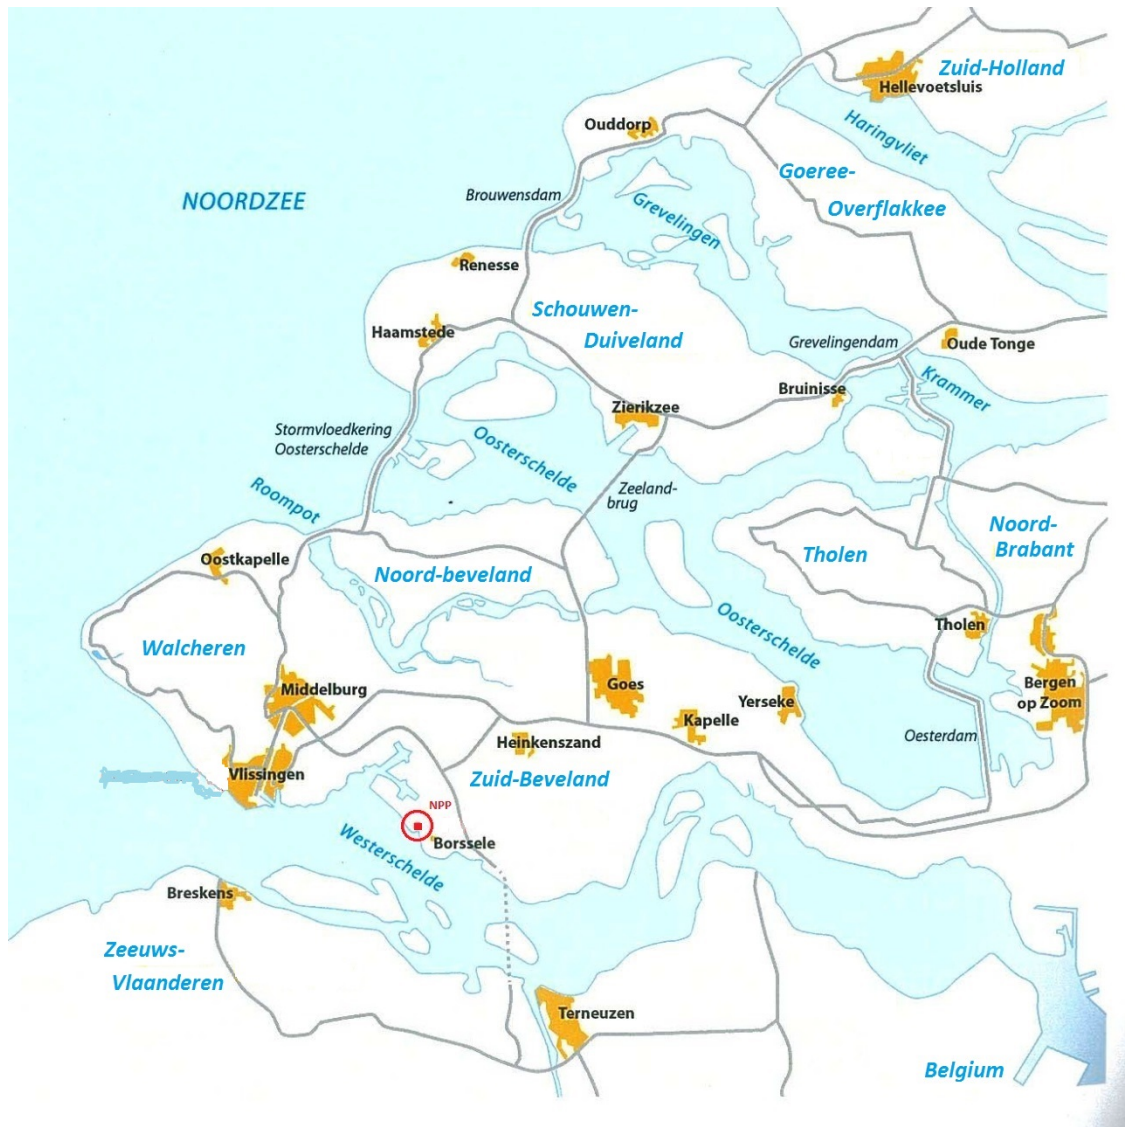 Zuid-Holland
Hellevoetsluis
Ouddorp
Haringvliet
Goeree-
Overflakkee
NOORDZEE
Brouwensdam
Grevelingen
Renesse
Schouwen-
Duiveland
Haamstede
Grevelingendam
Oude Tonge
Krammer
Bruinisse
Zierikzee
Stormvloedkering
Oosterschelde
Oosterschelde
Roompot
Zeeland-
brug
Noord-
Brabant
Tholen
Oostkapelle
Noord-beveland
Oosterschelde
Tholen
Walcheren
Middelburg
Goes
Yerseke
Bergen
op Zoom
Kapelle
Oesterdam
Heinkenszand
Vlissingen
Zuid-Beveland
NPP
Borssele
Westerschelde
Breskens
Zeeuws-
Vlaanderen
Terneuzen
Belgium